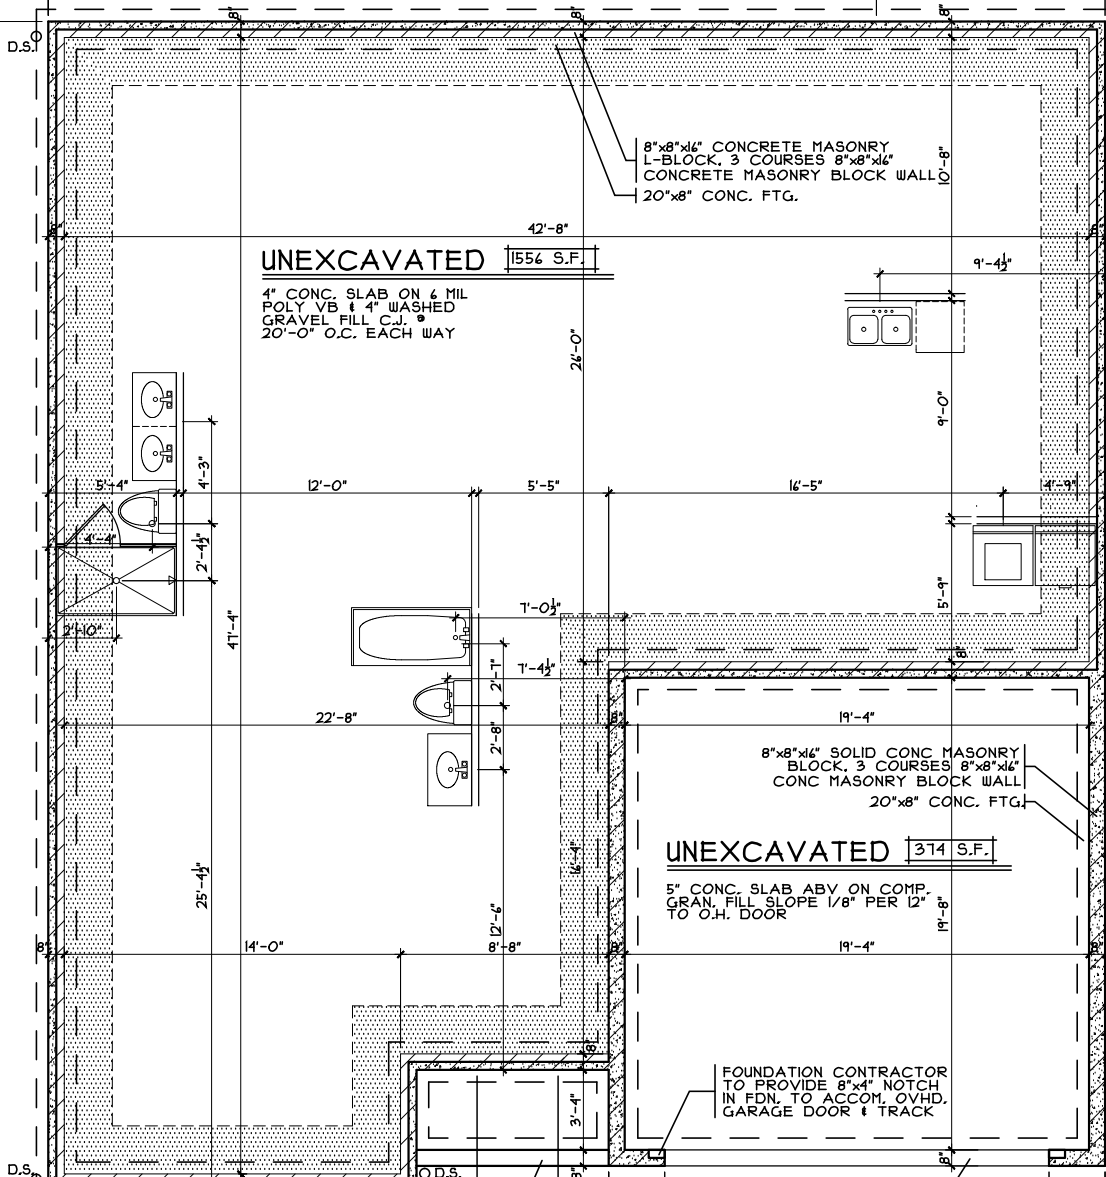 8"
8"
8"
D.S.
8"x8"x16" CONCRETE MASONRY
L-BLOCK, 3 COURSES 8"x8"x16"
CONCRETE MASONRY BLOCK WALL
20"x8" CONC. FTG.
10'-8"
8"
42'-8"
8"
UNEXCAVATED 1556 S.F.
9'-4½"
4" CONC. SLAB ON 6 MIL
POLY VB & 4" WASHED
GRAVEL FILL C.J. @
20'-0" O.C. EACH WAY
26'-0"
9'-0"
4'-3"
5'-4"
12'-0"
5'-5"
16'-5"
4'-9"
4'-4"
2'-4½"
5'-9"
2'-10"
47'-4"
7'-0½"
8"
2'-7"
7'-4½"
22'-8"
8"
19'-4"
2'-8"
8"x8"x16" SOLID CONC MASONRY
BLOCK, 3 COURSES 8"x8"x16"
CONC MASONRY BLOCK WALL
20"x8" CONC. FTG.
UNEXCAVATED 374 S.F.
16'-4"
25'-4½"
5" CONC. SLAB ABV ON COMP.
GRAN. FILL SLOPE 1/8" PER 12"
TO O.H. DOOR
12'-6"
19'-8"
8"
14'-0"
8'-8"
8"
19'-4"
8"
8"
FOUNDATION CONTRACTOR
TO PROVIDE 8"x4" NOTCH
IN FDN. TO ACCOM. OVHD.
GARAGE DOOR & TRACK
3'-4"
8"
D.S.
D.S.
8"